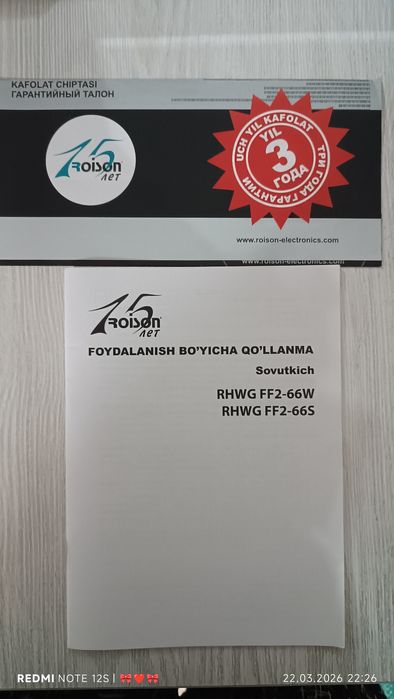 KAFOLAT CHIPTASI
ГАРАНТИЙНЫЙ ТАЛОН
15
ROISON
ЛЕТ
UCH YIL KAFOLAT
YIL
3
ГОДА
ТРИ ГОДА ГАРАНТИИ
www.roison-electronics.com
www.roison-electronics.com
15
ROISON
ЛЕТ
FOYDALANISH BO'YICHA QO'LLANMA
Sovutkich
RHWG FF2-66W
RHWG FF2-66S
REDMI NOTE 12S | 🎀❤️🎀
22.03.2026 22:26